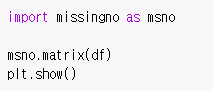 import missingno as msno
msno.matrix(df)
plt.show()